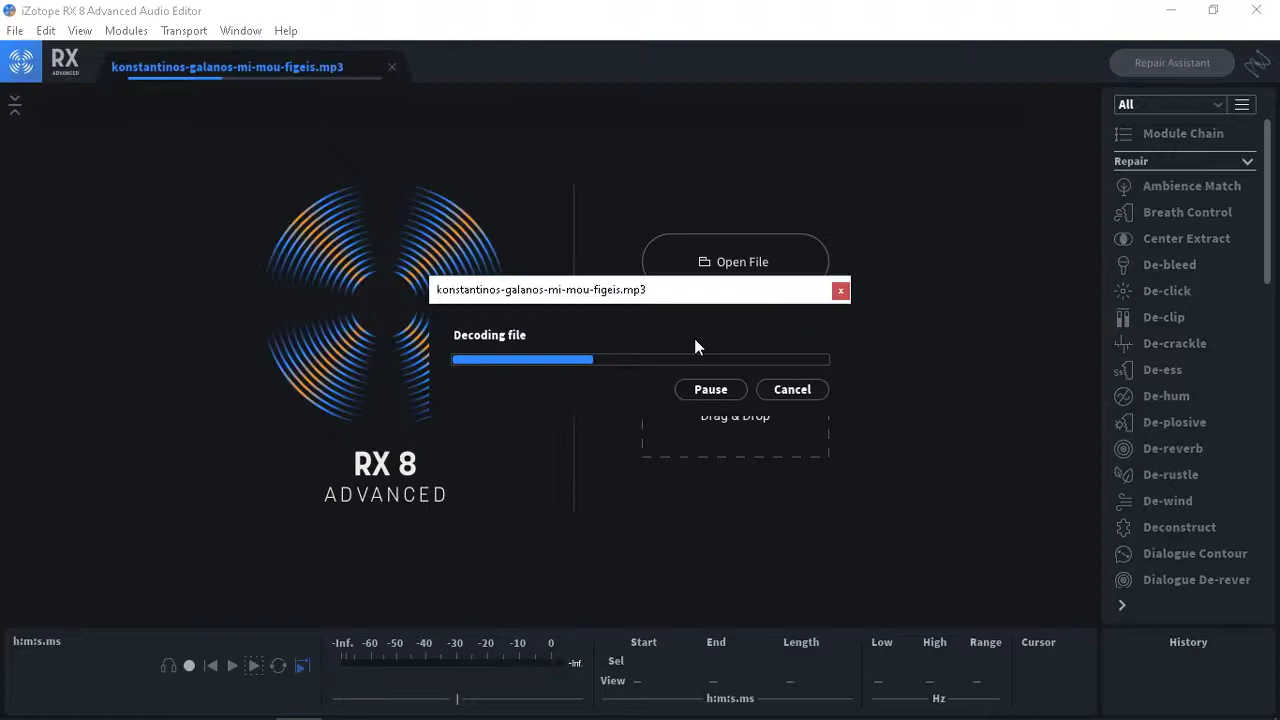 iZotope RX 8 Advanced Audio Editor
File Edit View Modules Transport Window Help
RX
ADVANCED
konstantinos-galanos-mi-mou-figeis.mp3
Repair Assistant
All
Module Chain
Repair
Ambience Match
Breath Control
Center Extract
De-bleed
De-click
De-clip
De-crackle
De-ess
De-hum
De-plosive
De-reverb
De-rustle
De-wind
Deconstruct
Dialogue Contour
Dialogue De-rever
Open File
konstantinos-galanos-mi-mou-figeis.mp3
x
Decoding file
Pause Cancel
Drag & Drop
RX 8
ADVANCED
h:m:s.ms
-Inf. -60 -50 -40 -30 -20 -10 0
-Inf.
Start End Length
Sel
View – – –
h:m:s.ms
Low High Range
– – –
Hz
Cursor
History